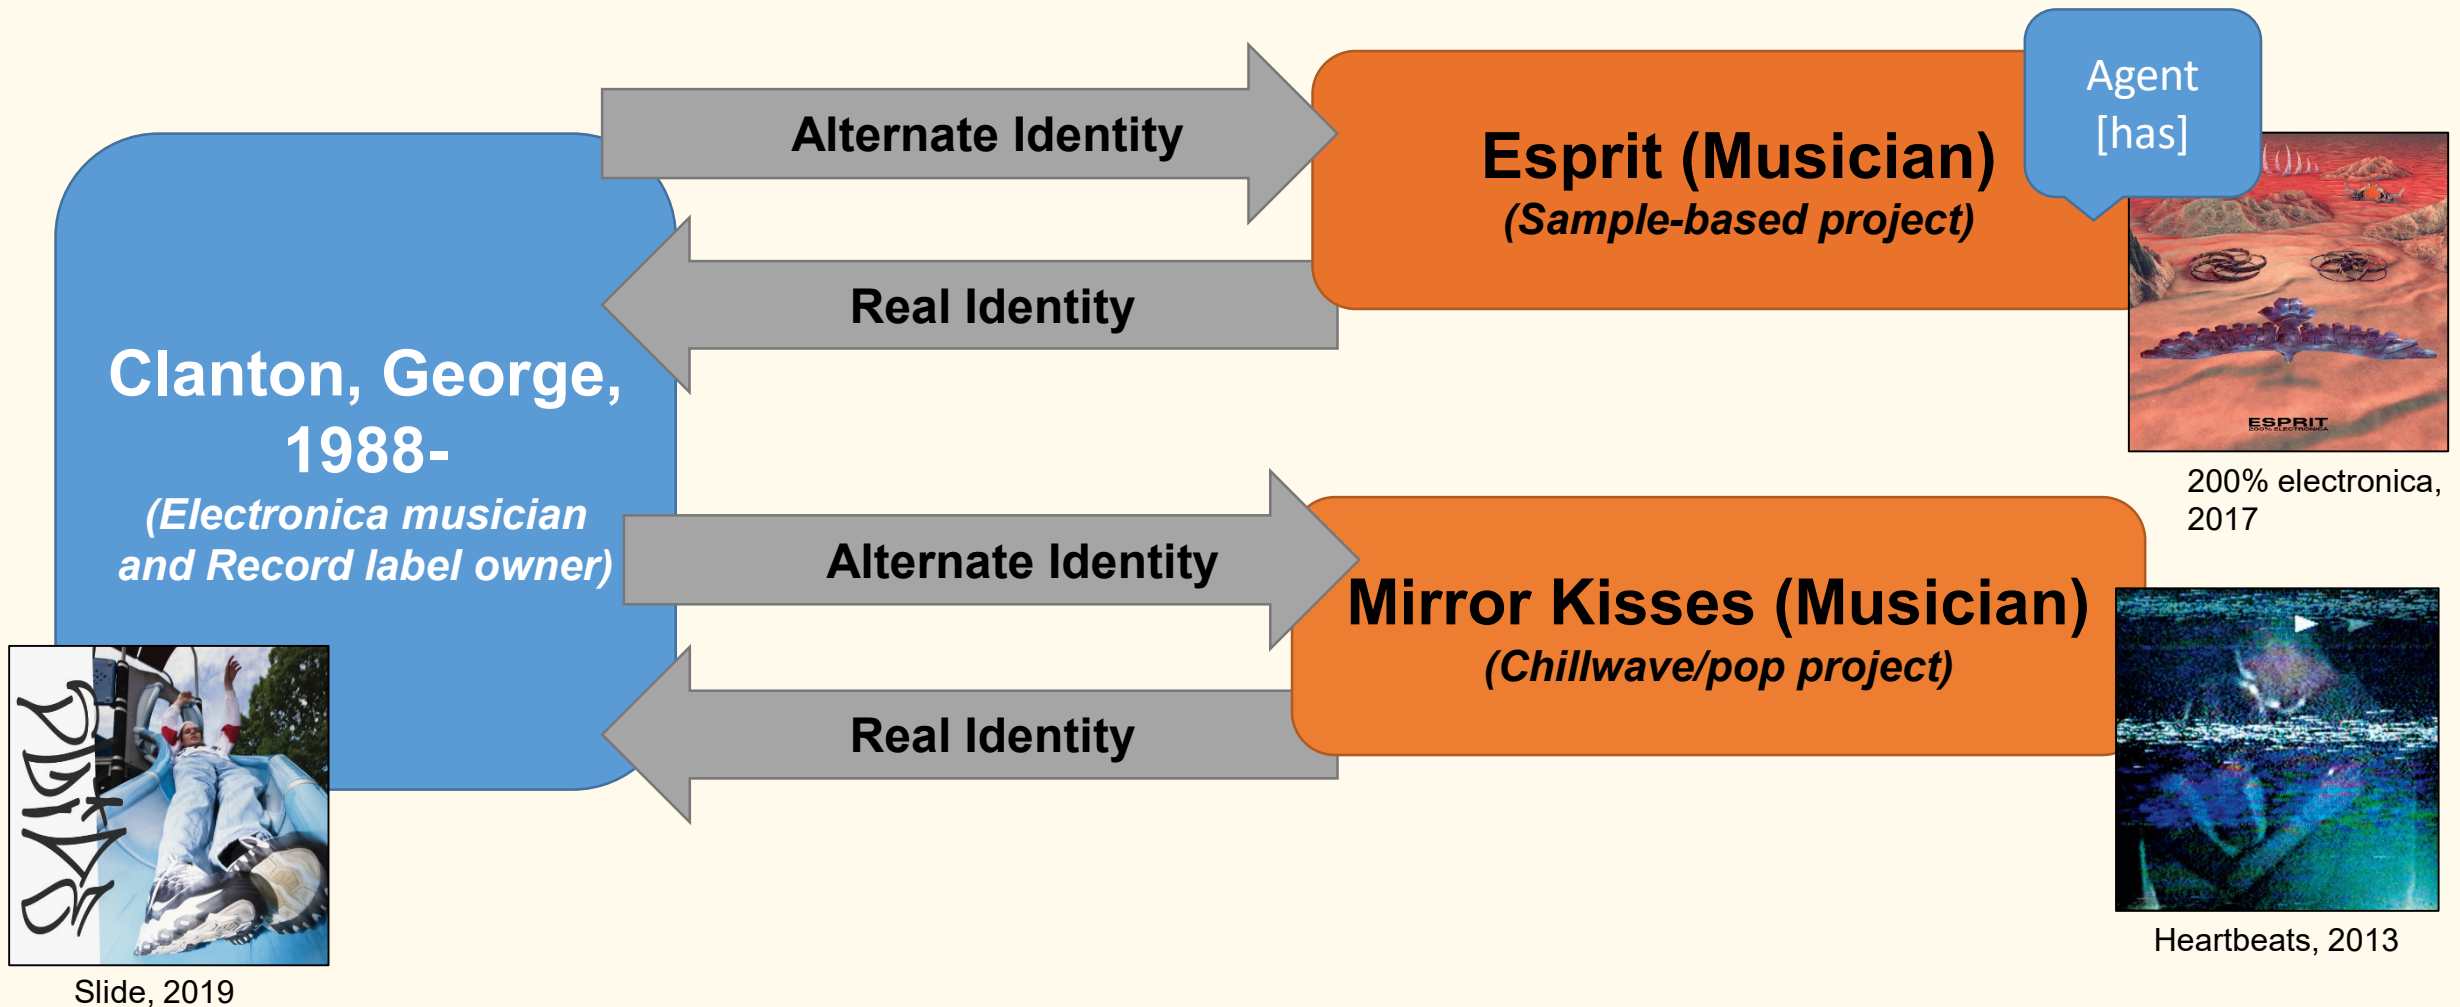 Alternate Identity
Agent
[has]
Esprit (Musician)
(Sample-based project)
Real Identity
Clanton, George,
1988-
(Electronica musician
and Record label owner)
ESPRIT
200% ELECTRONICA
200% electronica,
2017
Alternate Identity
Mirror Kisses (Musician)
(Chillwave/pop project)
Real Identity
Heartbeats, 2013
Slide, 2019